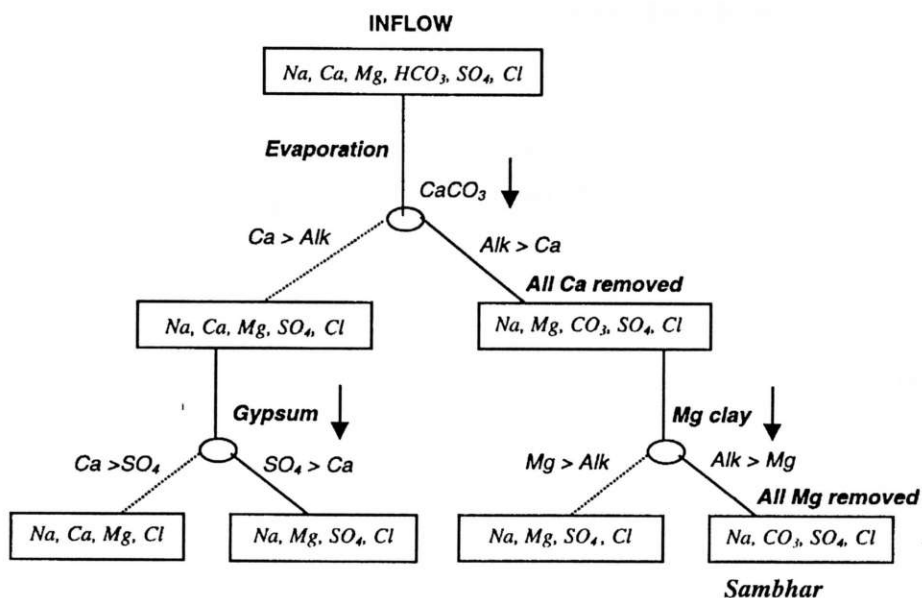 INFLOW
Na, Ca, Mg, HCO₃, SO₄, Cl
Evaporation
CaCO₃
Ca > Alk
Alk > Ca
All Ca removed
Na, Ca, Mg, SO₄, Cl
Na, Mg, CO₃, SO₄, Cl
Gypsum
Mg clay
Ca >SO₄
SO₄ > Ca
Mg > Alk
Alk > Mg
All Mg removed
Na, Ca, Mg, Cl
Na, Mg, SO₄, Cl
Na, Mg, SO₄, Cl
Na, CO₃, SO₄, Cl
Sambhar